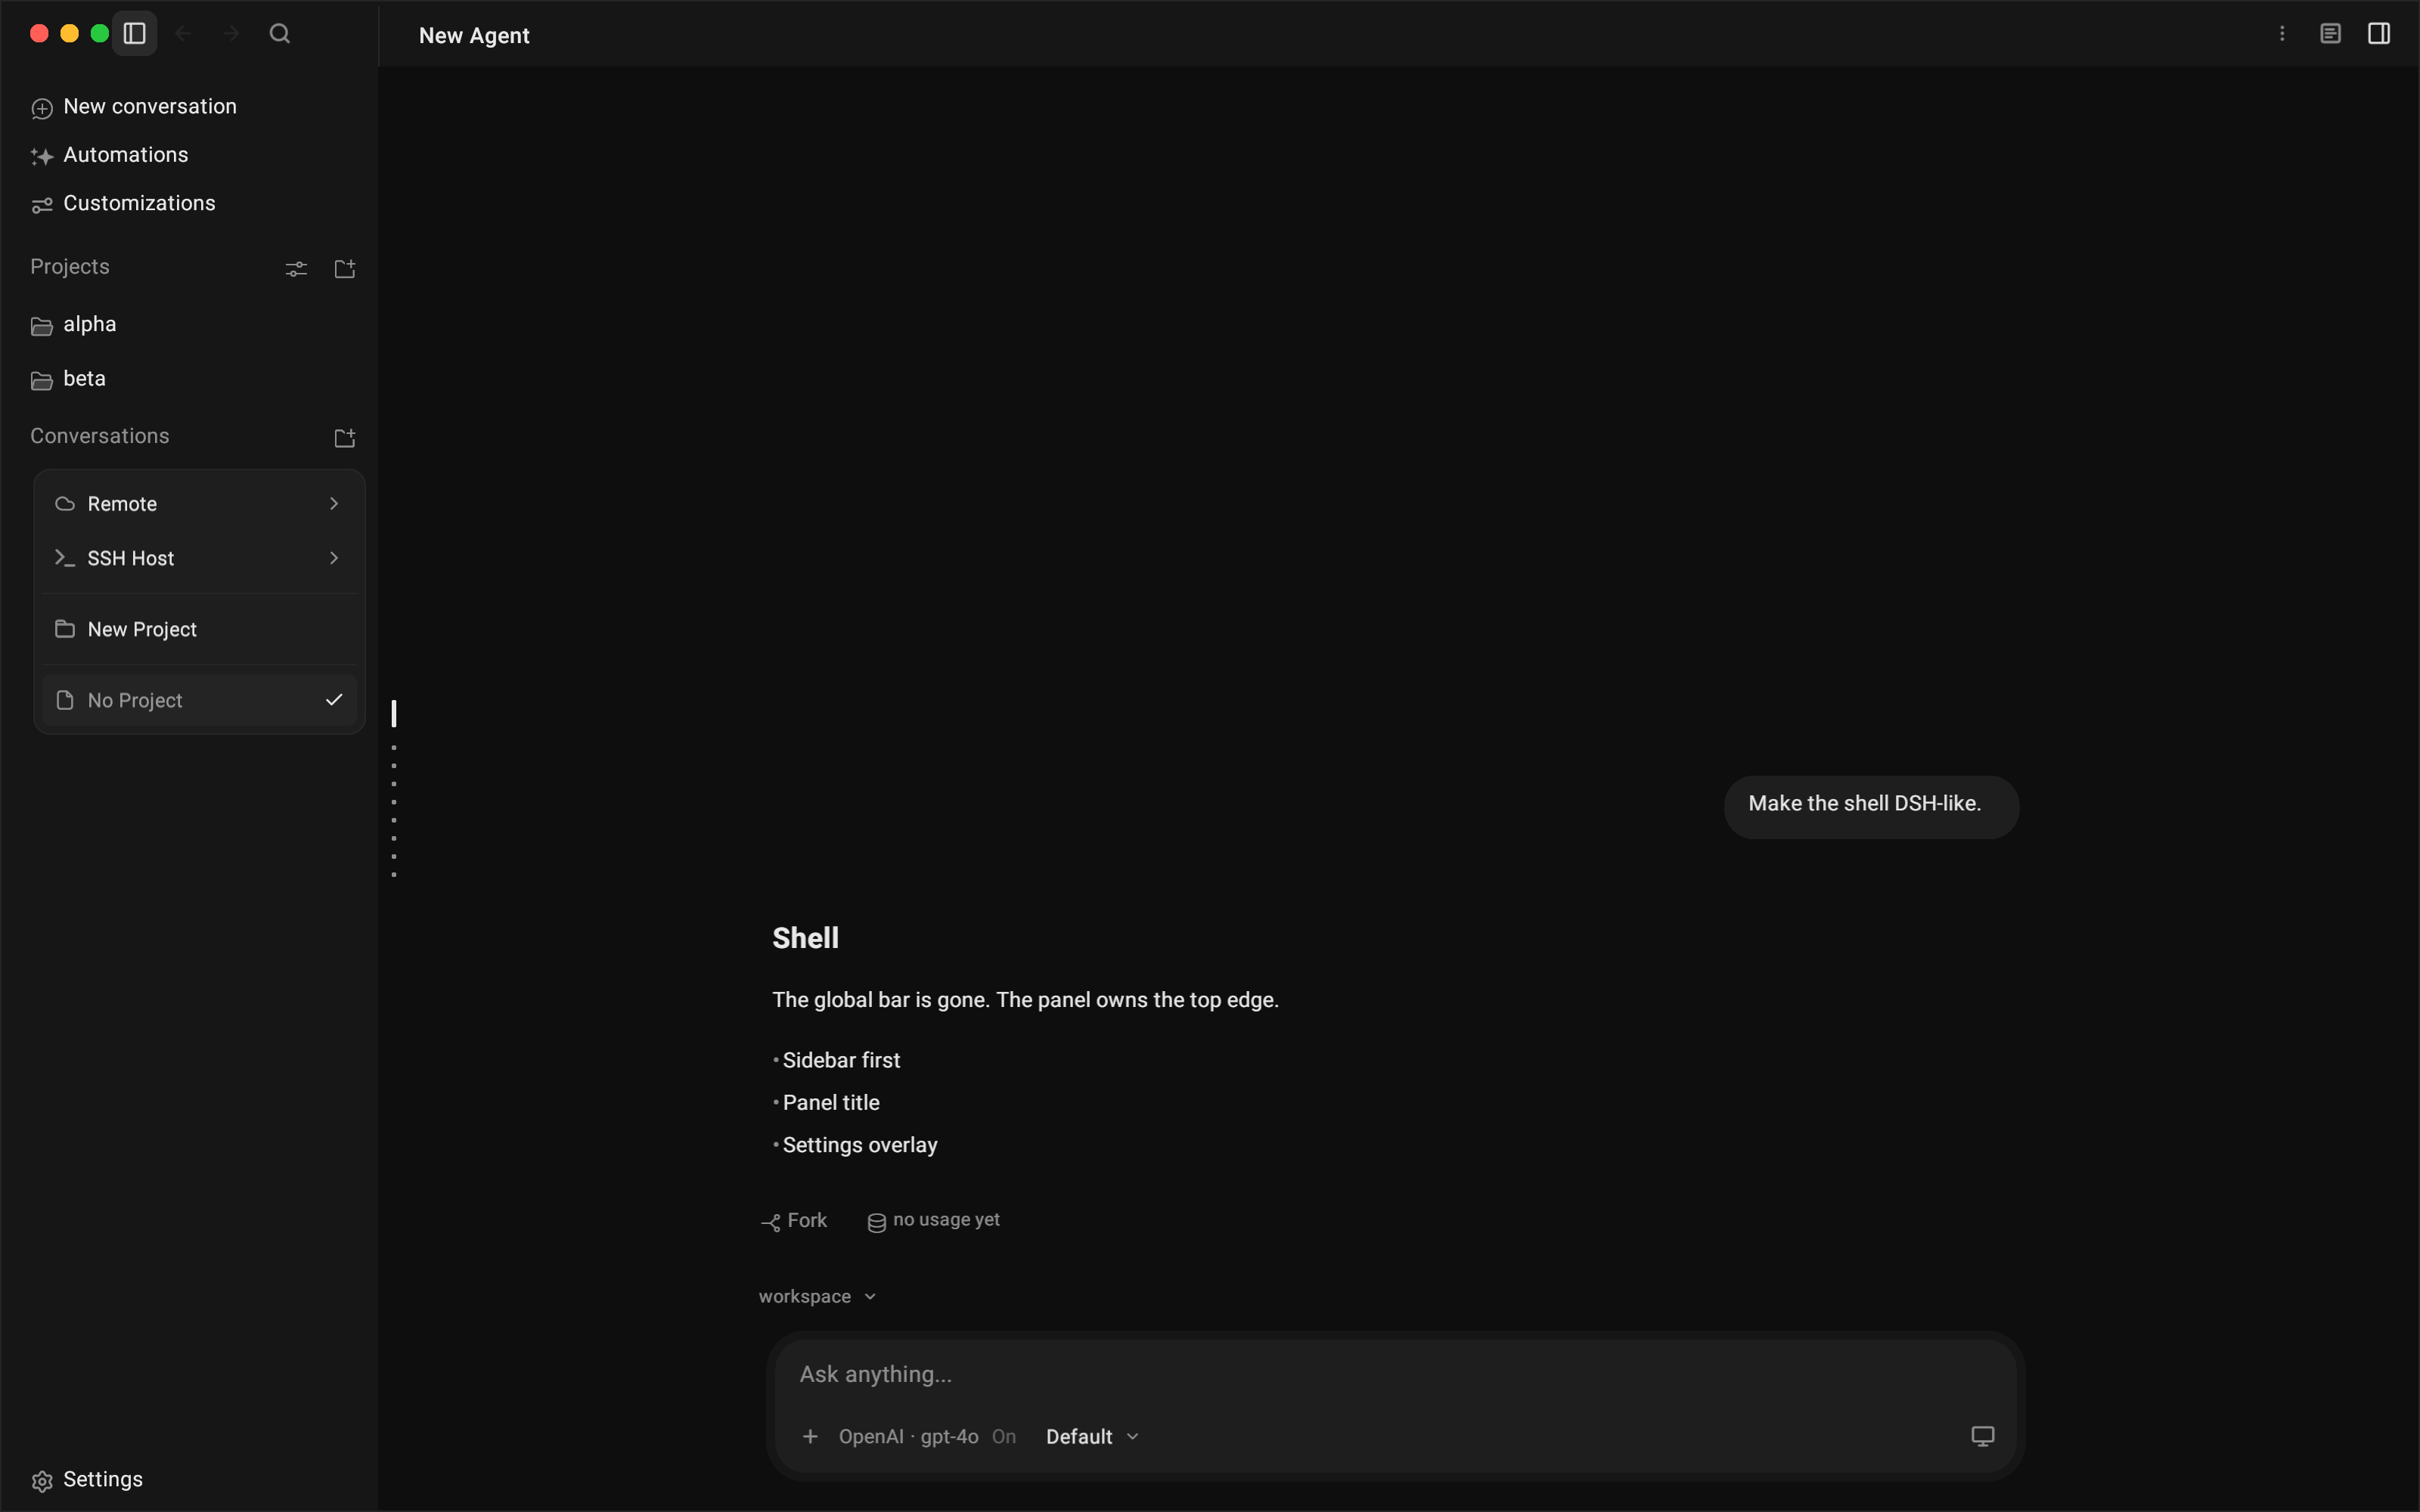 New Agent
New conversation
Automations
Customizations
Projects
alpha
beta
Conversations
Remote
SSH Host
New Project
No Project
Settings
Make the shell DSH-like.
Shell
The global bar is gone. The panel owns the top edge.
• Sidebar first
• Panel title
• Settings overlay
Fork no usage yet
workspace
Ask anything...
OpenAI · gpt-4o On Default